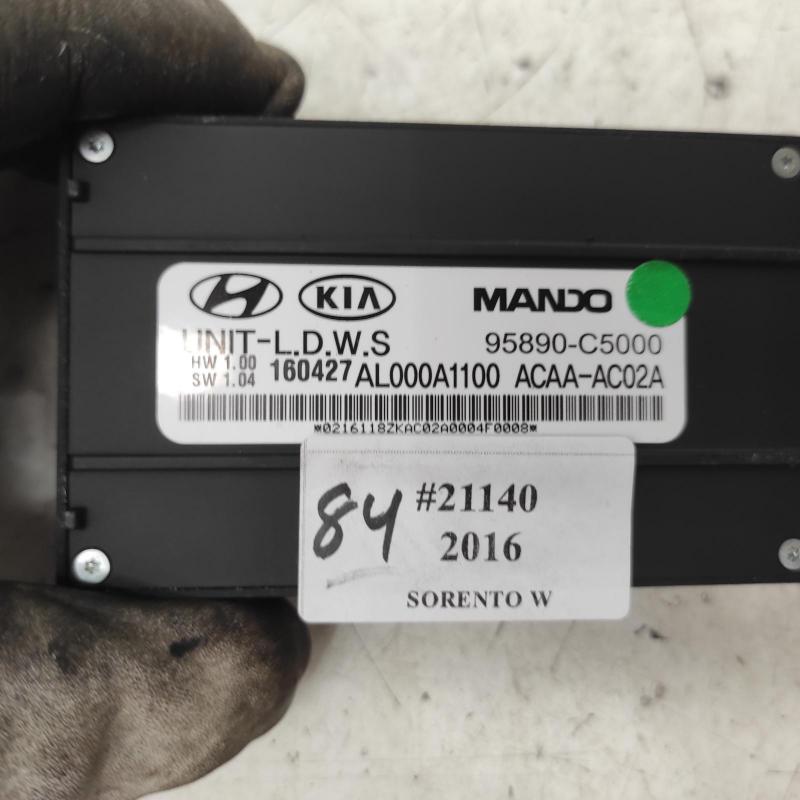 KIA MANDO
UNIT-L.D.W.S 95890-C5000
HW 1.00
SW 1.04 160427 AL000A1100 ACAA-AC02A
*0216118ZKAC02A0004F0008*
84 #21140
2016
SORENTO W